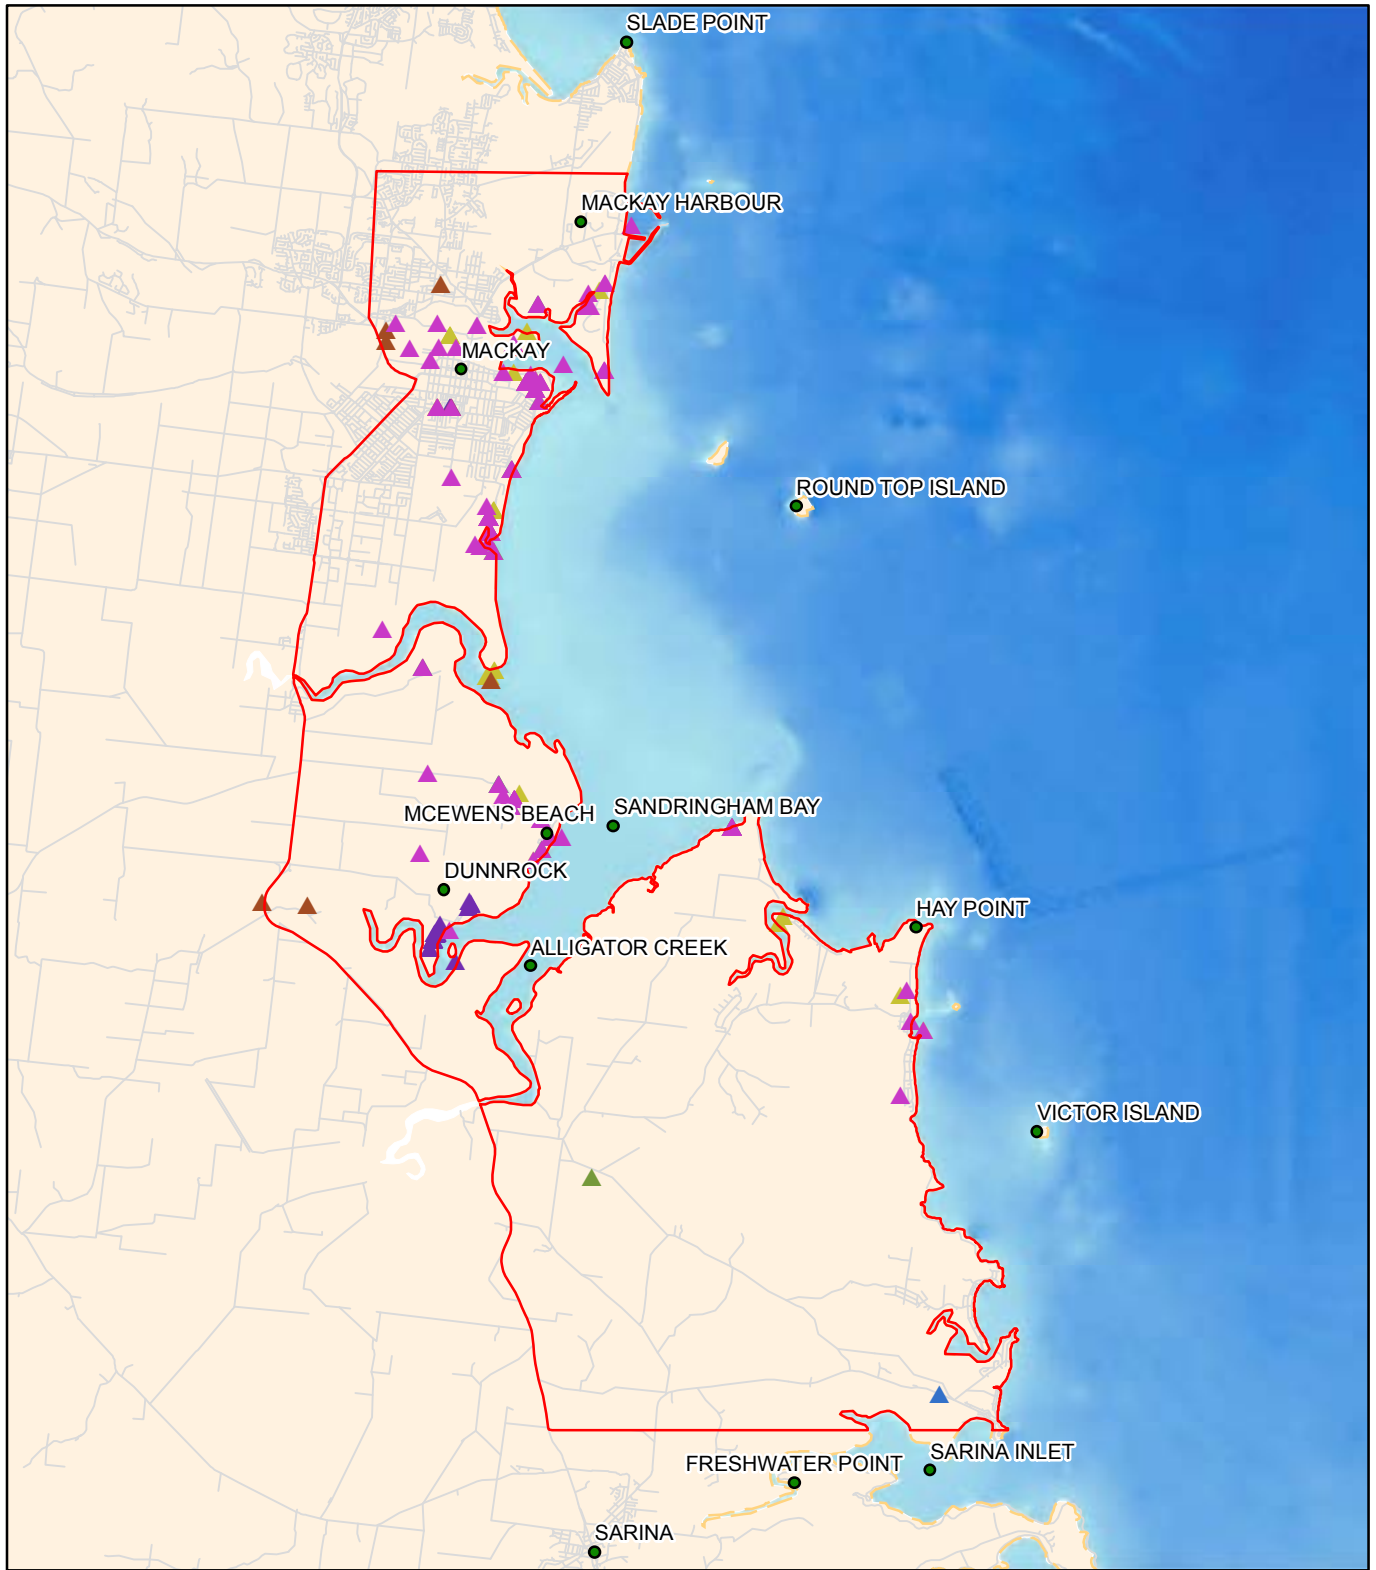 SLADE POINT
MACKAY HARBOUR
MACKAY
ROUND TOP ISLAND
SANDRINGHAM BAY
MCEWENS BEACH
DUNNROCK
HAY POINT
ALLIGATOR CREEK
VICTOR ISLAND
SARINA INLET
FRESHWATER POINT
SARINA